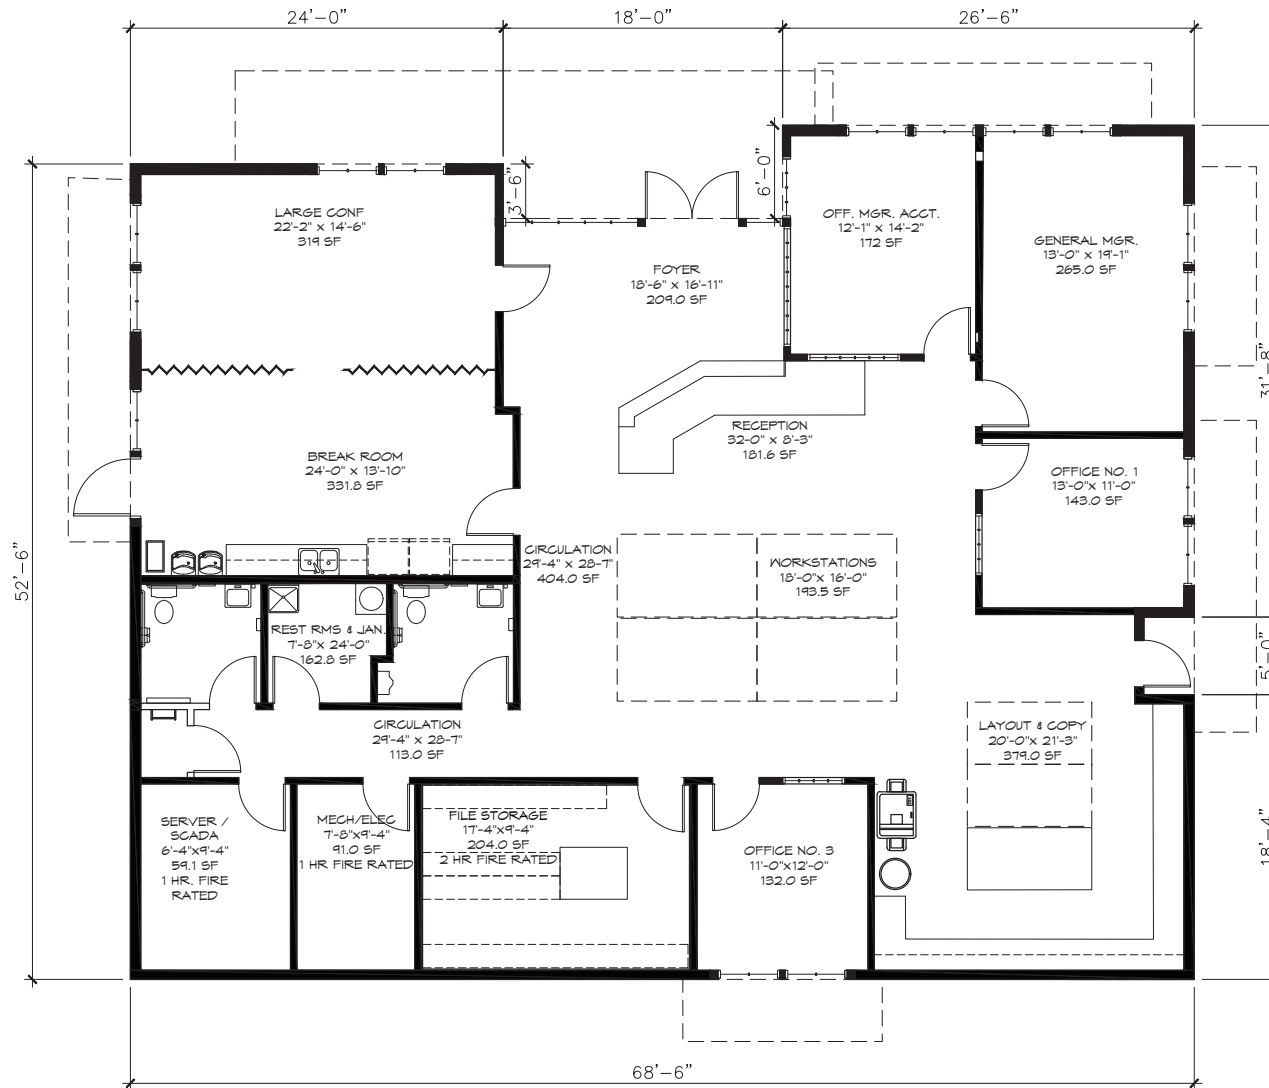 24'-0"
18'-0"
26'-6"
3'-6"
6'-0"
LARGE CONF
22'-2" x 14'-6"
319 SF
OFF. MGR. ACCT.
12'-1" x 14'-2"
172 SF
GENERAL MGR.
13'-0" x 19'-1"
265.0 SF
FOYER
18'-6" x 16'-11"
209.0 SF
31'-8"
RECEPTION
32-0" x 8'-3"
181.6 SF
BREAK ROOM
24'-0" x 13'-10"
331.8 SF
OFFICE NO. 1
13'-0"x 11'-0"
143.0 SF
52'-6"
CIRCULATION
29'-4" x 28-7"
404.0 SF
WORKSTATIONS
18'-0"x 16'-0"
193.5 SF
REST RMS & JAN.
7'-8"x 24'-0"
162.8 SF
5'-0"
CIRCULATION
29'-4" x 28-7"
113.0 SF
LAYOUT & COPY
20'-0"x 21'-3"
379.0 SF
SERVER /
SCADA
6'-4"x9'-4"
59.1 SF
1 HR. FIRE
RATED
MECH/ELEC
7'-8"x9'-4"
91.0 SF
1 HR FIRE RATED
FILE STORAGE
17'-4"x9'-4"
204.0 SF
2 HR FIRE RATED
OFFICE NO. 3
11'-0"x12'-0"
132.0 SF
18'-4"
68'-6"